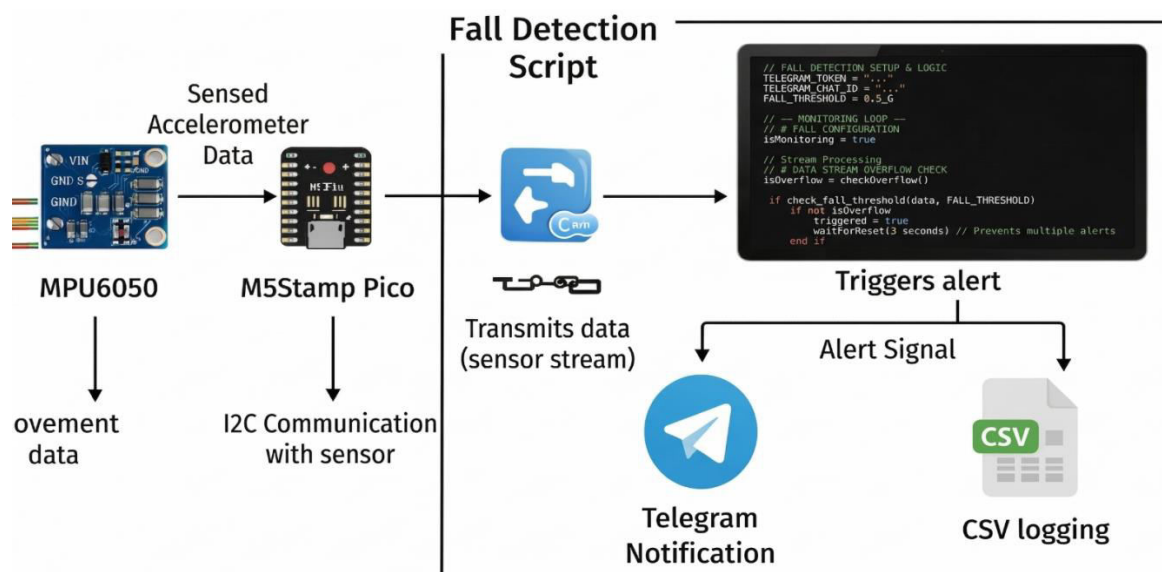 Fall Detection
Script
Sensed
Accelerometer
Data
VIN
GND S
GIND
MPU6050
M5Stamp Pico
ovement
data
I2C Communication
with sensor
Cam
Transmits data
(sensor stream)
// FALL DETECTION SETUP & LOGIC
TELEGRAM_TOKEN = "..."
TELEGRAM_CHAT_ID = "..."
FALL_THRESHOLD = 0.5_G
// —— MONITORING LOOP ——
// # FALL CONFIGURATION
isMonitoring = true
// Stream Processing
// # DATA STREAM OVERFLOW CHECK
isOverflow = checkOverflow()
if check_fall_threshold(data, FALL_THRESHOLD)
if not isOverflow
triggered = true
waitForReset(3 seconds) // Prevents multiple alerts
end if
Triggers alert
Alert Signal
Telegram
Notification
CSV
CSV logging